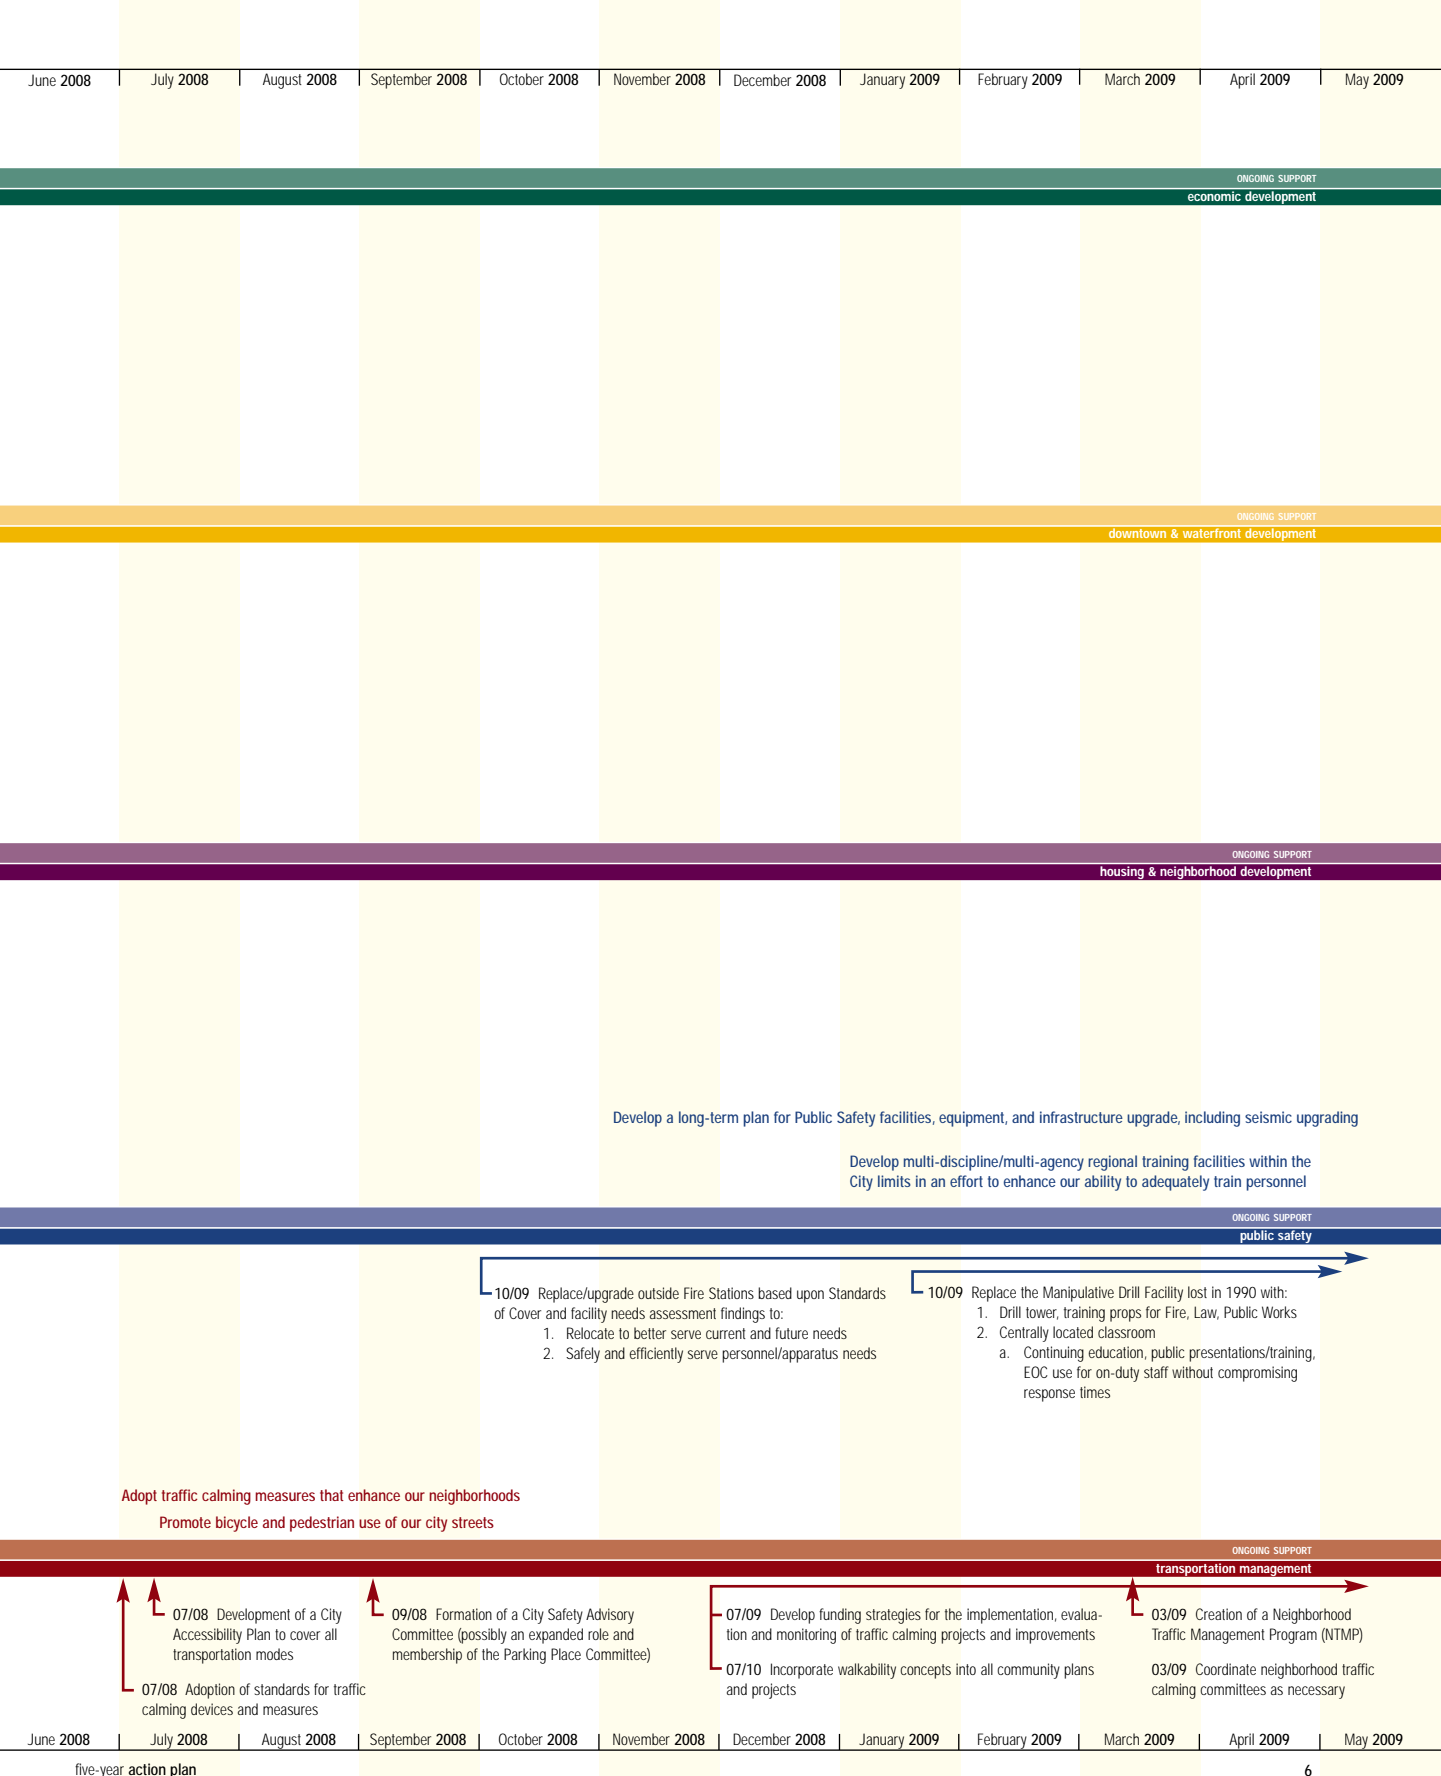 June 2008 July 2008 August 2008 September 2008 October 2008 November 2008 December 2008 January 2009 February 2009 March 2009 April 2009 May 2009
ONGOING SUPPORT
economic development
ONGOING SUPPORT
downtown & waterfront development
ONGOING SUPPORT
housing & neighborhood development
Develop a long-term plan for Public Safety facilities, equipment, and infrastructure upgrade, including seismic upgrading
Develop multi-discipline/multi-agency regional training facilities within the
City limits in an effort to enhance our ability to adequately train personnel
ONGOING SUPPORT
public safety
10/09 Replace/upgrade outside Fire Stations based upon Standards
of Cover and facility needs assessment findings to:
1. Relocate to better serve current and future needs
2. Safely and efficiently serve personnel/apparatus needs
10/09 Replace the Manipulative Drill Facility lost in 1990 with:
1. Drill tower, training props for Fire, Law, Public Works
2. Centrally located classroom
a. Continuing education, public presentations/training,
EOC use for on-duty staff without compromising
response times
Adopt traffic calming measures that enhance our neighborhoods
Promote bicycle and pedestrian use of our city streets
ONGOING SUPPORT
transportation management
07/08 Development of a City
Accessibility Plan to cover all
transportation modes
07/08 Adoption of standards for traffic
calming devices and measures
09/08 Formation of a City Safety Advisory
Committee (possibly an expanded role and
membership of the Parking Place Committee)
07/09 Develop funding strategies for the implementation, evalua-
tion and monitoring of traffic calming projects and improvements
07/10 Incorporate walkability concepts into all community plans
and projects
03/09 Creation of a Neighborhood
Traffic Management Program (NTMP)
03/09 Coordinate neighborhood traffic
calming committees as necessary
June 2008 July 2008 August 2008 September 2008 October 2008 November 2008 December 2008 January 2009 February 2009 March 2009 April 2009 May 2009
five-year action plan
6